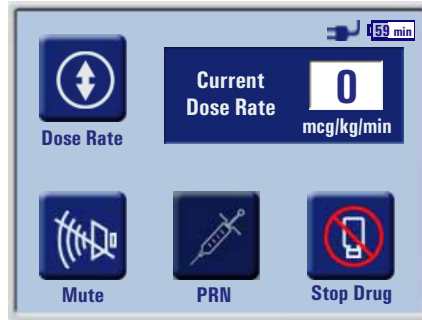 59 min
Current
Dose Rate
0
mcg/kg/min
Dose Rate
Mute
PRN
Stop Drug